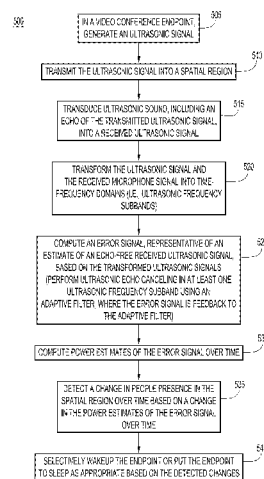 500
505
IN A VIDEO CONFERENCE ENDPOINT,
GENERATE AN ULTRASONIC SIGNAL
510
TRANSMIT THE ULTRASONIC SIGNAL INTO A SPATIAL REGION
515
TRANSDUCE ULTRASONIC SOUND, INCLUDING AN
ECHO OF THE TRANSMITTED ULTRASONIC SIGNAL,
INTO A RECEIVED ULTRASONIC SIGNAL
520
TRANSFORM THE ULTRASONIC SIGNAL AND
THE RECEIVED MICROPHONE SIGNAL INTO TIME-
FREQUENCY DOMAINS (I.E., ULTRASONIC FREQUENCY
SUBBANDS)
52
COMPUTE AN ERROR SIGNAL, REPRESENTATIVE OF AN
ESTIMATE OF AN ECHO-FREE RECEIVED ULTRASONIC SIGNAL,
BASED ON THE TRANSFORMED ULTRASONIC SIGNALS
(PERFORM ULTRASONIC ECHO CANCELING IN AT LEAST ONE
ULTRASONIC FREQUENCY SUBBAND USING AN
ADAPTIVE FILTER, WHERE THE ERROR SIGNAL IS FEEDBACK TO
THE ADAPTIVE FILTER)
53
COMPUTE POWER ESTIMATES OF THE ERROR SIGNAL OVER TIME
535
DETECT A CHANGE IN PEOPLE PRESENCE IN THE
SPATIAL REGION OVER TIME BASED ON A CHANGE
IN THE POWER ESTIMATES OF THE ERROR SIGNAL
OVER TIME
54
SELECTIVELY WAKEUP THE ENDPOINT OR PUT THE ENDPOINT
TO SLEEP AS APPROPRIATE BASED ON THE DETECTED CHANGES